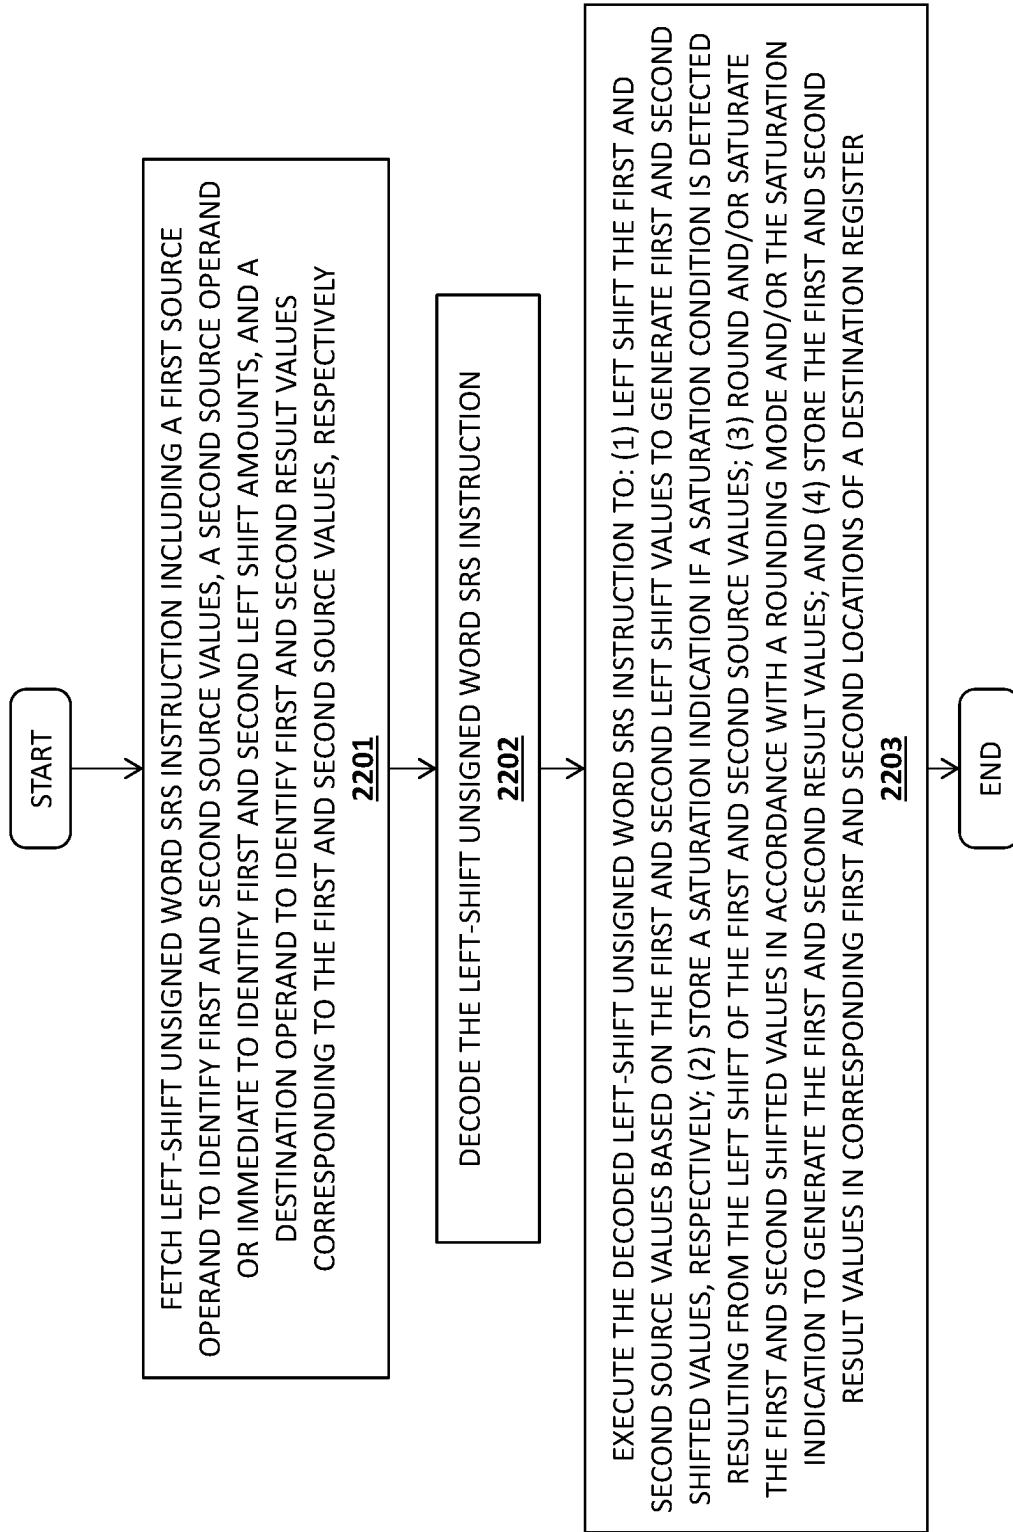 START
FETCH LEFT-SHIFT UNSIGNED WORD SRS INSTRUCTION INCLUDING A FIRST SOURCE
OPERAND TO IDENTIFY FIRST AND SECOND SOURCE VALUES, A SECOND SOURCE OPERAND
OR IMMEDIATE TO IDENTIFY FIRST AND SECOND LEFT SHIFT AMOUNTS, AND A
DESTINATION OPERAND TO IDENTIFY FIRST AND SECOND RESULT VALUES
CORRESPONDING TO THE FIRST AND SECOND SOURCE VALUES, RESPECTIVELY
2201
DECODE THE LEFT-SHIFT UNSIGNED WORD SRS INSTRUCTION
2202
EXECUTE THE DECODED LEFT-SHIFT UNSIGNED WORD SRS INSTRUCTION TO: (1) LEFT SHIFT THE FIRST AND
SECOND SOURCE VALUES BASED ON THE FIRST AND SECOND LEFT SHIFT VALUES TO GENERATE FIRST AND SECOND
SHIFTED VALUES, RESPECTIVELY; (2) STORE A SATURATION INDICATION IF A SATURATION CONDITION IS DETECTED
RESULTING FROM THE LEFT SHIFT OF THE FIRST AND SECOND SOURCE VALUES; (3) ROUND AND/OR SATURATE
THE FIRST AND SECOND SHIFTED VALUES IN ACCORDANCE WITH A ROUNDING MODE AND/OR THE SATURATION
INDICATION TO GENERATE THE FIRST AND SECOND RESULT VALUES; AND (4) STORE THE FIRST AND SECOND
RESULT VALUES IN CORRESPONDING FIRST AND SECOND LOCATIONS OF A DESTINATION REGISTER
2203
END